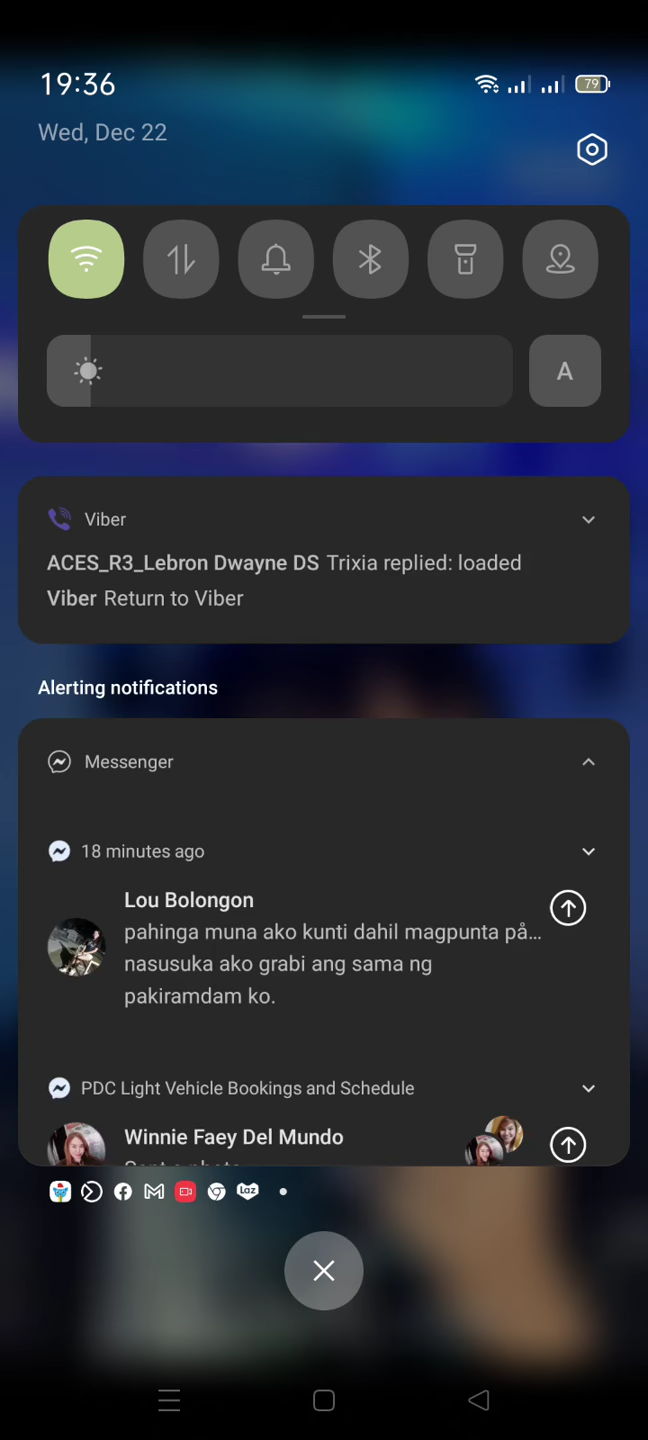 19:36
79
Wed, Dec 22
A
Viber
ACES_R3_Lebron Dwayne DS Trixia replied: loaded
Viber Return to Viber
Alerting notifications
Messenger
18 minutes ago
Lou Bolongon
pahinga muna ako kunti dahil magpunta på...
nasusuka ako grabi ang sama ng
pakiramdam ko.
PDC Light Vehicle Bookings and Schedule
Winnie Faey Del Mundo
Laz